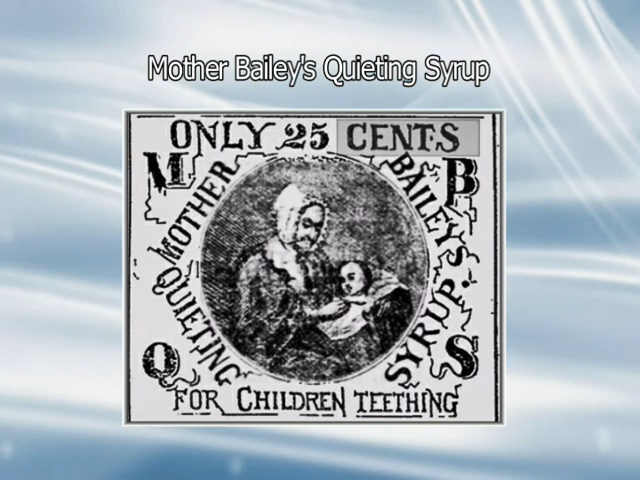 Mother Bailey's Quieting Syrup
ONLY 25 CENTS
M B
MOTHER BAILEY'S
QUIETING SYRUP.
Q S
FOR CHILDREN TEETHING